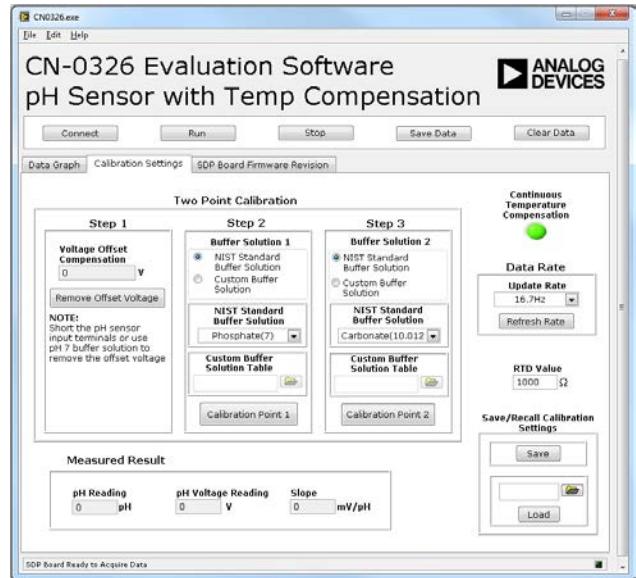 CN0326.exe
File Edit Help
CN-0326 Evaluation Software
pH Sensor with Temp Compensation
ANALOG
DEVICES
Connect Run Stop Save Data Clear Data
Data Graph Calibration Settings SDP Board Firmware Revision
Two Point Calibration
Step 1
Voltage Offset
Compensation
0 V
Remove Offset Voltage
NOTE:
Short the pH sensor
input terminals or use
pH 7 buffer solution to
remove the offset voltage
Step 2
Buffer Solution 1
NIST Standard
Buffer Solution
Custom Buffer
Solution
NIST Standard
Buffer Solution
Phosphate(7)
Custom Buffer
Solution Table
Calibration Point 1
Step 3
Buffer Solution 2
NIST Standard
Buffer Solution
Custom Buffer
Solution
NIST Standard
Buffer Solution
Carbonate(10.012
Custom Buffer
Solution Table
Calibration Point 2
Continuous
Temperature
Compensation
Data Rate
Update Rate
16.7Hz
Refresh Rate
RTD Value
1000 Ω
Save/Recall Calibration
Settings
Save
Load
Measured Result
pH Reading pH Voltage Reading Slope
0 pH 0 V 0 mV/pH
SDP Board Ready to Acquire Data